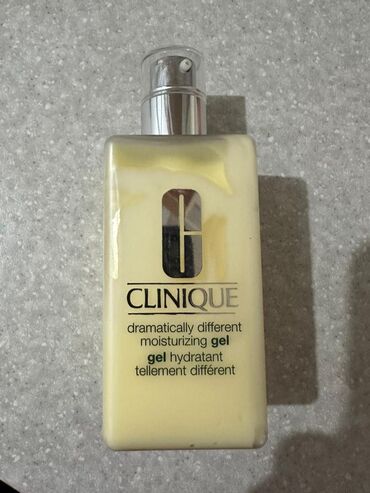 CLINIQUE
dramatically different
moisturizing gel
gel hydratant
tellement différent